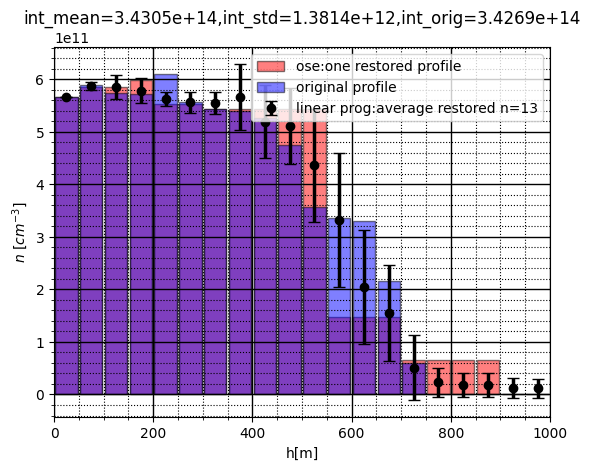 int_mean=3.4305e+14,int_std=1.3814e+12,int_orig=3.4269e+14
1e11
ose:one restored profile
original profile
linear prog:average restored n=13
6
5
4
3
2
1
0
n [cm⁻³]
0 200 400 600 800 1000
h[m]